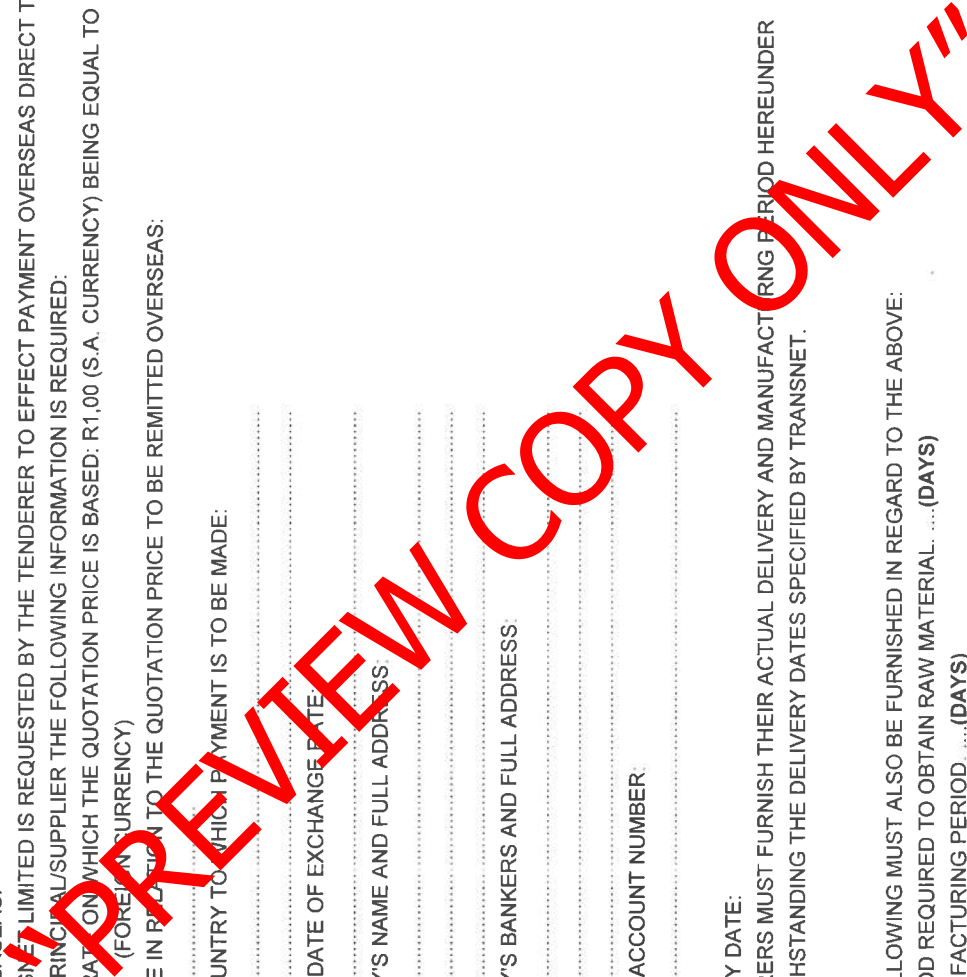 LIMITED IS REQUESTED BY THE TENDERER TO EFFECT PAYMENT OVERSEAS DIRECT T
RINCIPAL/SUPPLIER THE FOLLOWING INFORMATION IS REQUIRED:
RATE ON WHICH THE QUOTATION PRICE IS BASED: R1,00 (S.A. CURRENCY) BEING EQUAL TO
(FOREIGN CURRENCY)
E IN RELATION TO THE QUOTATION PRICE TO BE REMITTED OVERSEAS:
UNTRY TO WHICH PAYMENT IS TO BE MADE:
DATE OF EXCHANGE RATE:
Y'S NAME AND FULL ADDRESS:
Y'S BANKERS AND FULL ADDRESS:
ACCOUNT NUMBER:
Y DATE:
ERS MUST FURNISH THEIR ACTUAL DELIVERY AND MANUFACTURNG PERIOD HEREUNDER
HSTANDING THE DELIVERY DATES SPECIFIED BY TRANSNET.
LOWING MUST ALSO BE FURNISHED IN REGARD TO THE ABOVE:
OD REQUIRED TO OBTAIN RAW MATERIAL. ....(DAYS)
FACTURING PERIOD. ....(DAYS)
“PREVIEW COPY ONLY”